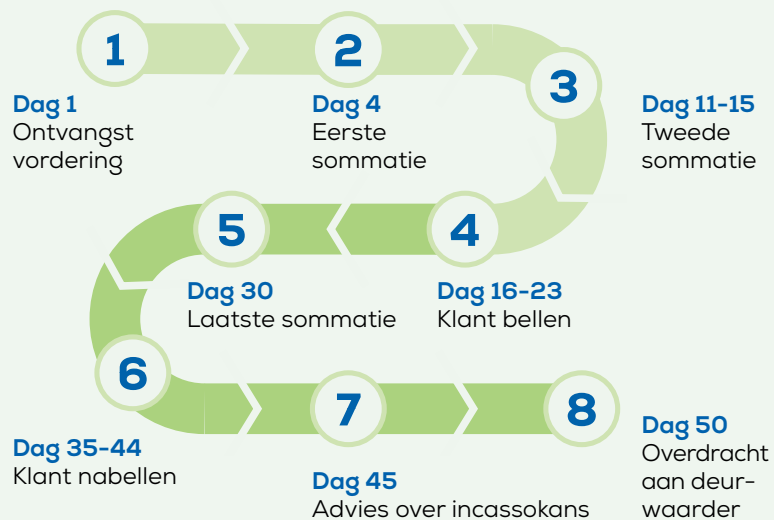 1
Dag 1
Ontvangst
vordering
2
Dag 4
Eerste
sommatie
3
Dag 11-15
Tweede
sommatie
4
Dag 16-23
Klant bellen
5
Dag 30
Laatste sommatie
6
Dag 35-44
Klant nabellen
7
Dag 45
Advies over incassokans
8
Dag 50
Overdracht
aan deur-
waarder